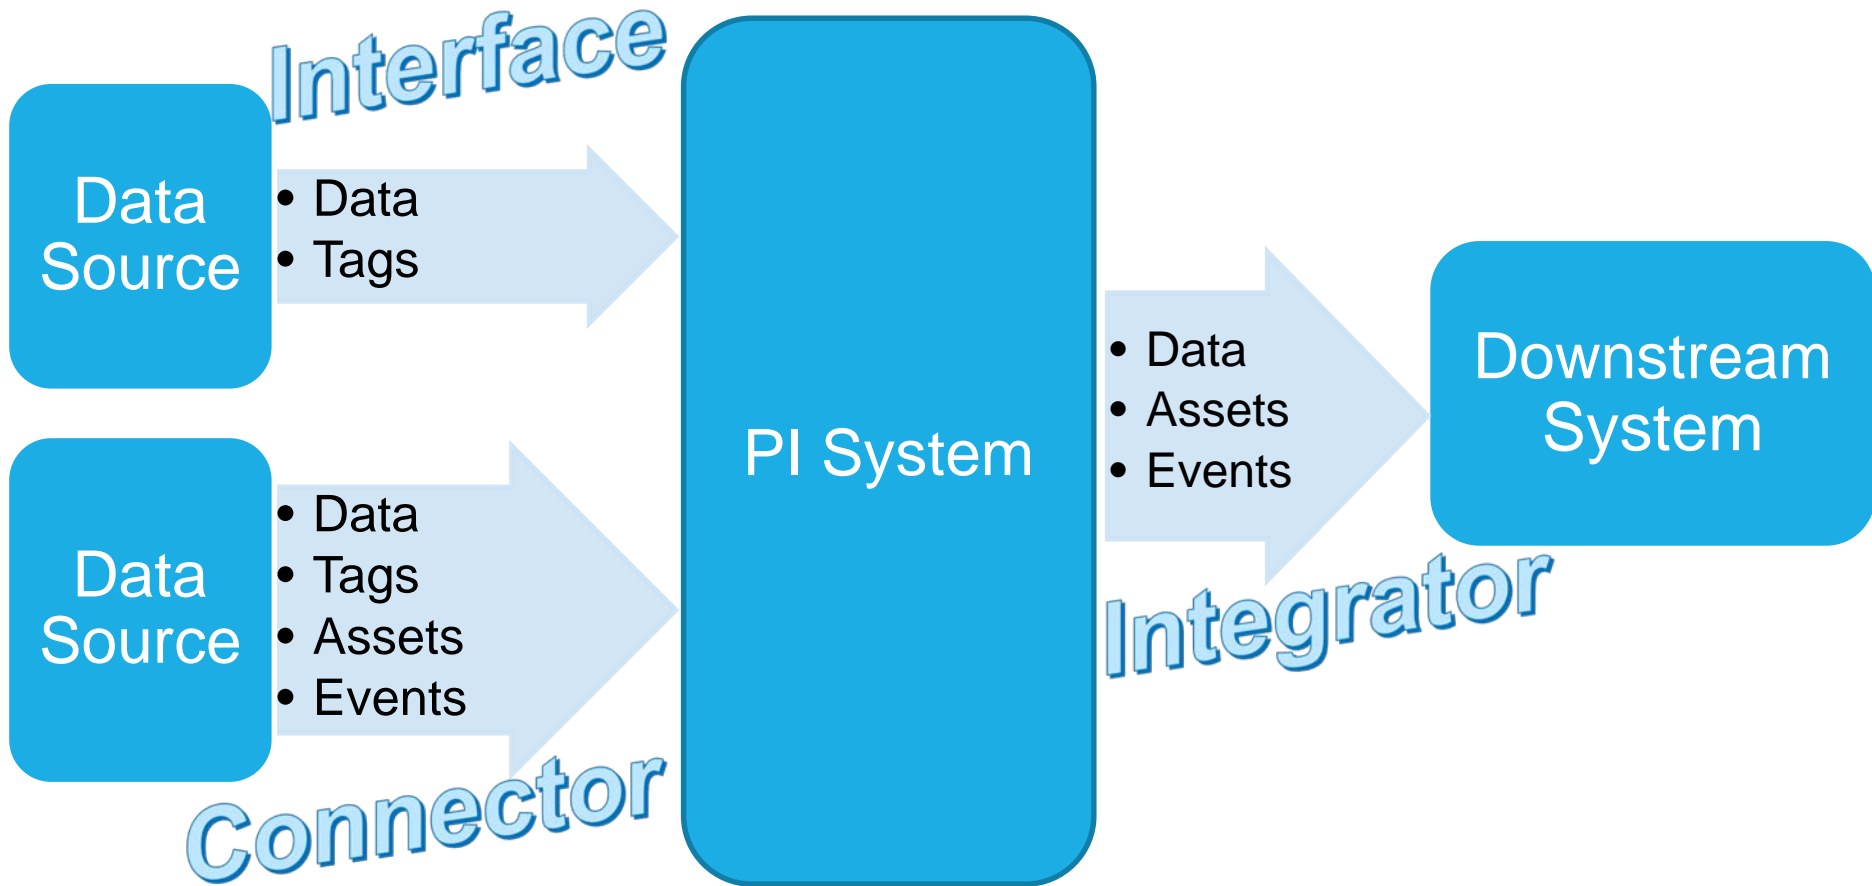 Interface
Data
Source
• Data
• Tags
Data
Source
• Data
• Tags
• Assets
• Events
Connector
PI System
• Data
• Assets
• Events
Integrator
Downstream
System